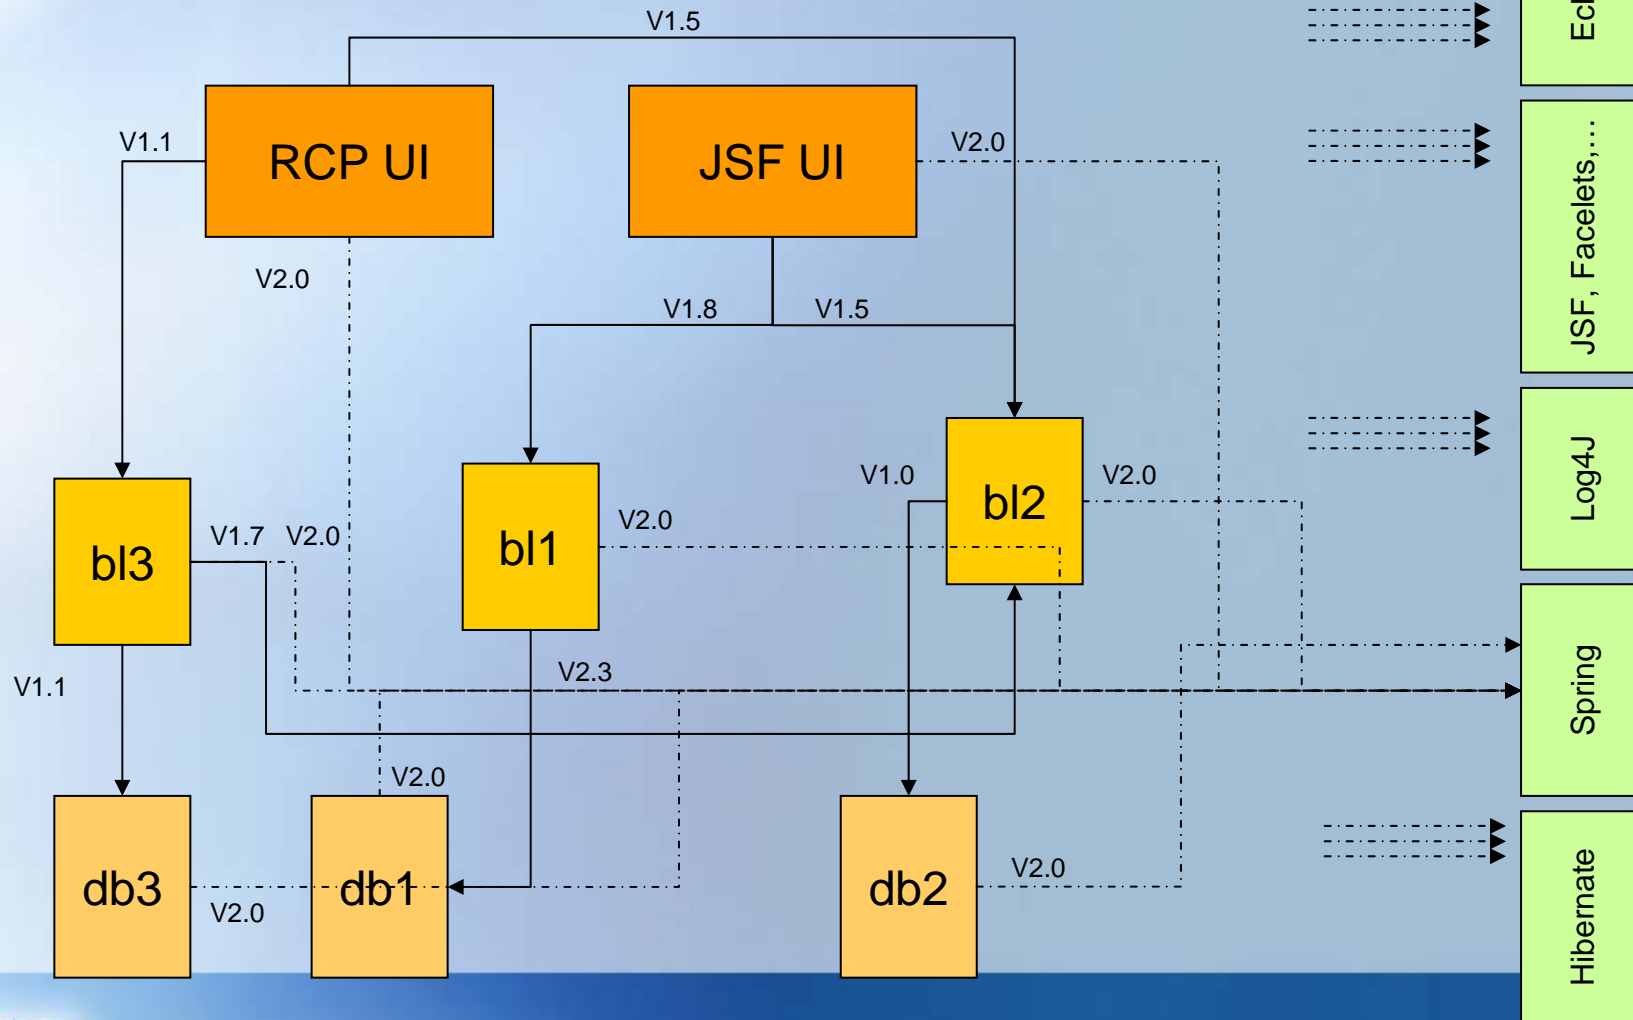 V1.5
V1.1
RCP UI
JSF UI
V2.0
JSF, Facelets,…
V2.0
V1.8
V1.5
Log4J
V1.0
V2.0
bl2
V2.0
bl1
V1.7
V2.0
bl3
V2.3
V1.1
Spring
V2.0
db3
db1
V2.0
db2
V2.0
Hibernate